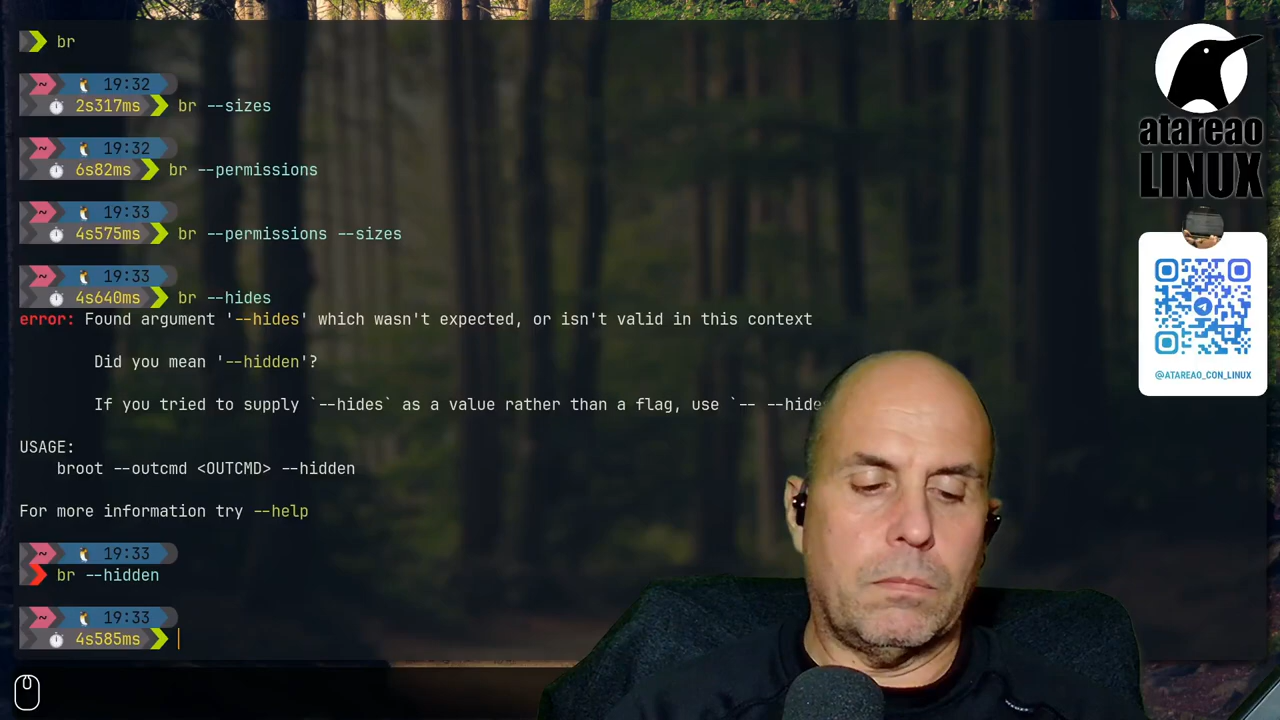 br
~ 19:32
2s317ms br --sizes
~ 19:32
6s82ms br --permissions
~ 19:33
4s575ms br --permissions --sizes
~ 19:33
4s640ms br --hides
error: Found argument '--hides' which wasn't expected, or isn't valid in this context
Did you mean '--hidden'?
If you tried to supply `--hides` as a value rather than a flag, use `-- --hide
USAGE:
broot --outcmd <OUTCMD> --hidden
For more information try --help
~ 19:33
br --hidden
~ 19:33
4s585ms
atareao
LINUX
@ATAREAO_CON_LINUX